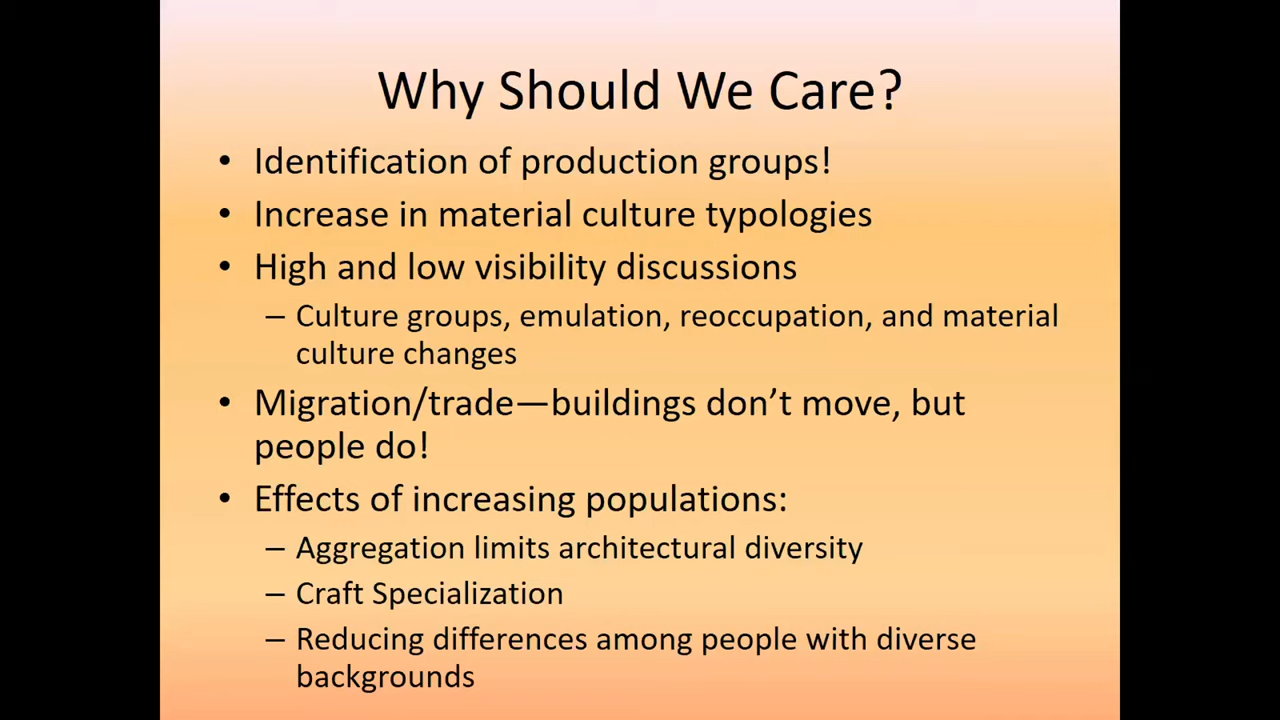 Why Should We Care?
• Identification of production groups!
• Increase in material culture typologies
• High and low visibility discussions
– Culture groups, emulation, reoccupation, and material
culture changes
• Migration/trade—buildings don’t move, but
people do!
• Effects of increasing populations:
– Aggregation limits architectural diversity
– Craft Specialization
– Reducing differences among people with diverse
backgrounds